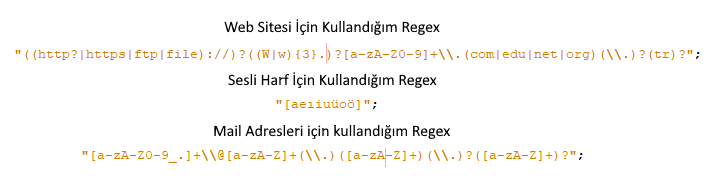 Web Sitesi İçin Kullandığım Regex
"((http?|https|ftp|file)://)?((W|w){3}.)?[a-zA-Z0-9]+\\.(com|edu|net|org)(\\.)?(tr)?";
Sesli Harf İçin Kullandığım Regex
"[aeıiuüoö]";
Mail Adresleri için kullandığım Regex
"[a-zA-Z0-9_.]+\\@[a-zA-Z]+(\\.)([a-zA-Z]+)(\\.)?([a-zA-Z]+)?";